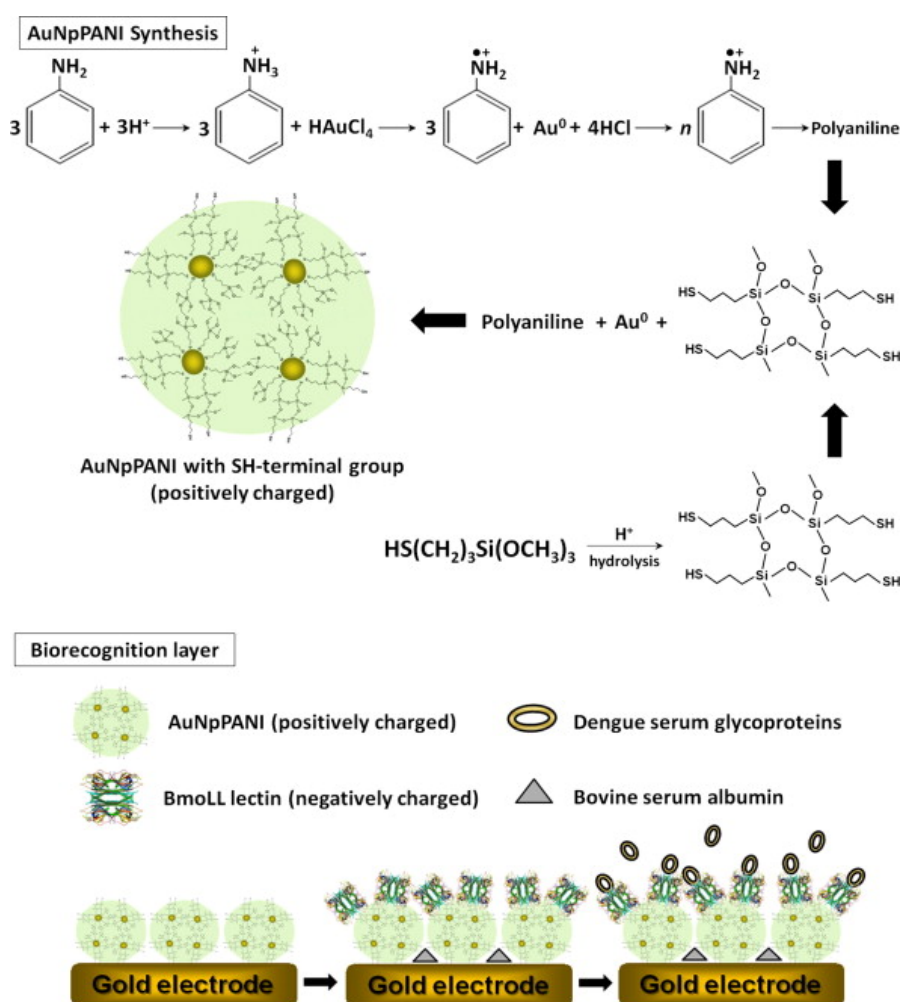 AuNpPANI Synthesis
NH₂
3
+ 3H⁺
+
NH₃
3
+ HAuCl₄
•+
NH₂
3
+ Au⁰ + 4HCl
n
•+
NH₂
Polyaniline
O O
HS Si O Si SH
O O
HS Si O Si SH
Polyaniline + Au⁰ +
AuNpPANI with SH-terminal group
(positively charged)
HS(CH₂)₃Si(OCH₃)₃
H⁺
hydrolysis
O O
HS Si O Si SH
O O
HS Si O Si SH
Biorecognition layer
AuNpPANI (positively charged)
Dengue serum glycoproteins
BmoLL lectin (negatively charged)
Bovine serum albumin
Gold electrode
Gold electrode
Gold electrode